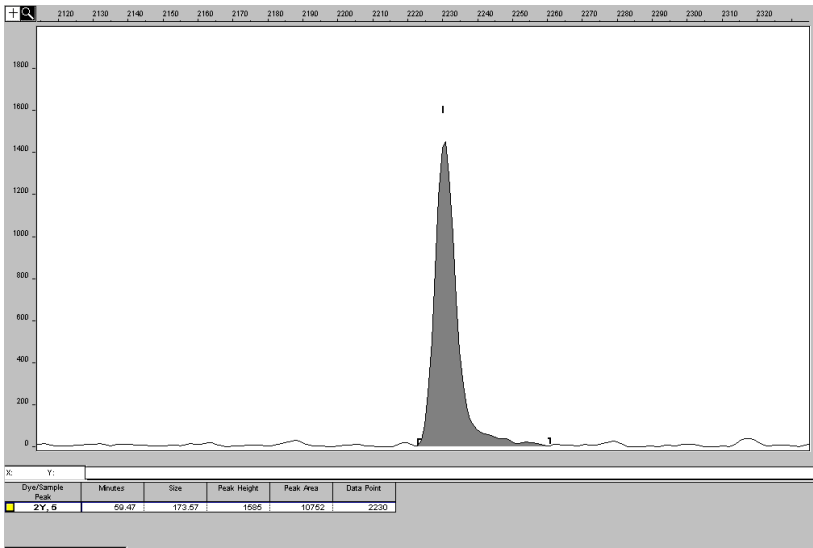 2120 2130 2140 2150 2160 2170 2180 2190 2200 2210 2220 2230 2240 2250 2260 2270 2280 2290 2300 2310 2320
1800
1600
1400
1200
1000
800
600
400
200
0
X: Y:
Dye/Sample Peak Minutes Size Peak Height Peak Area Data Point
2Y, 5 59.47 173.57 1585 10752 2230